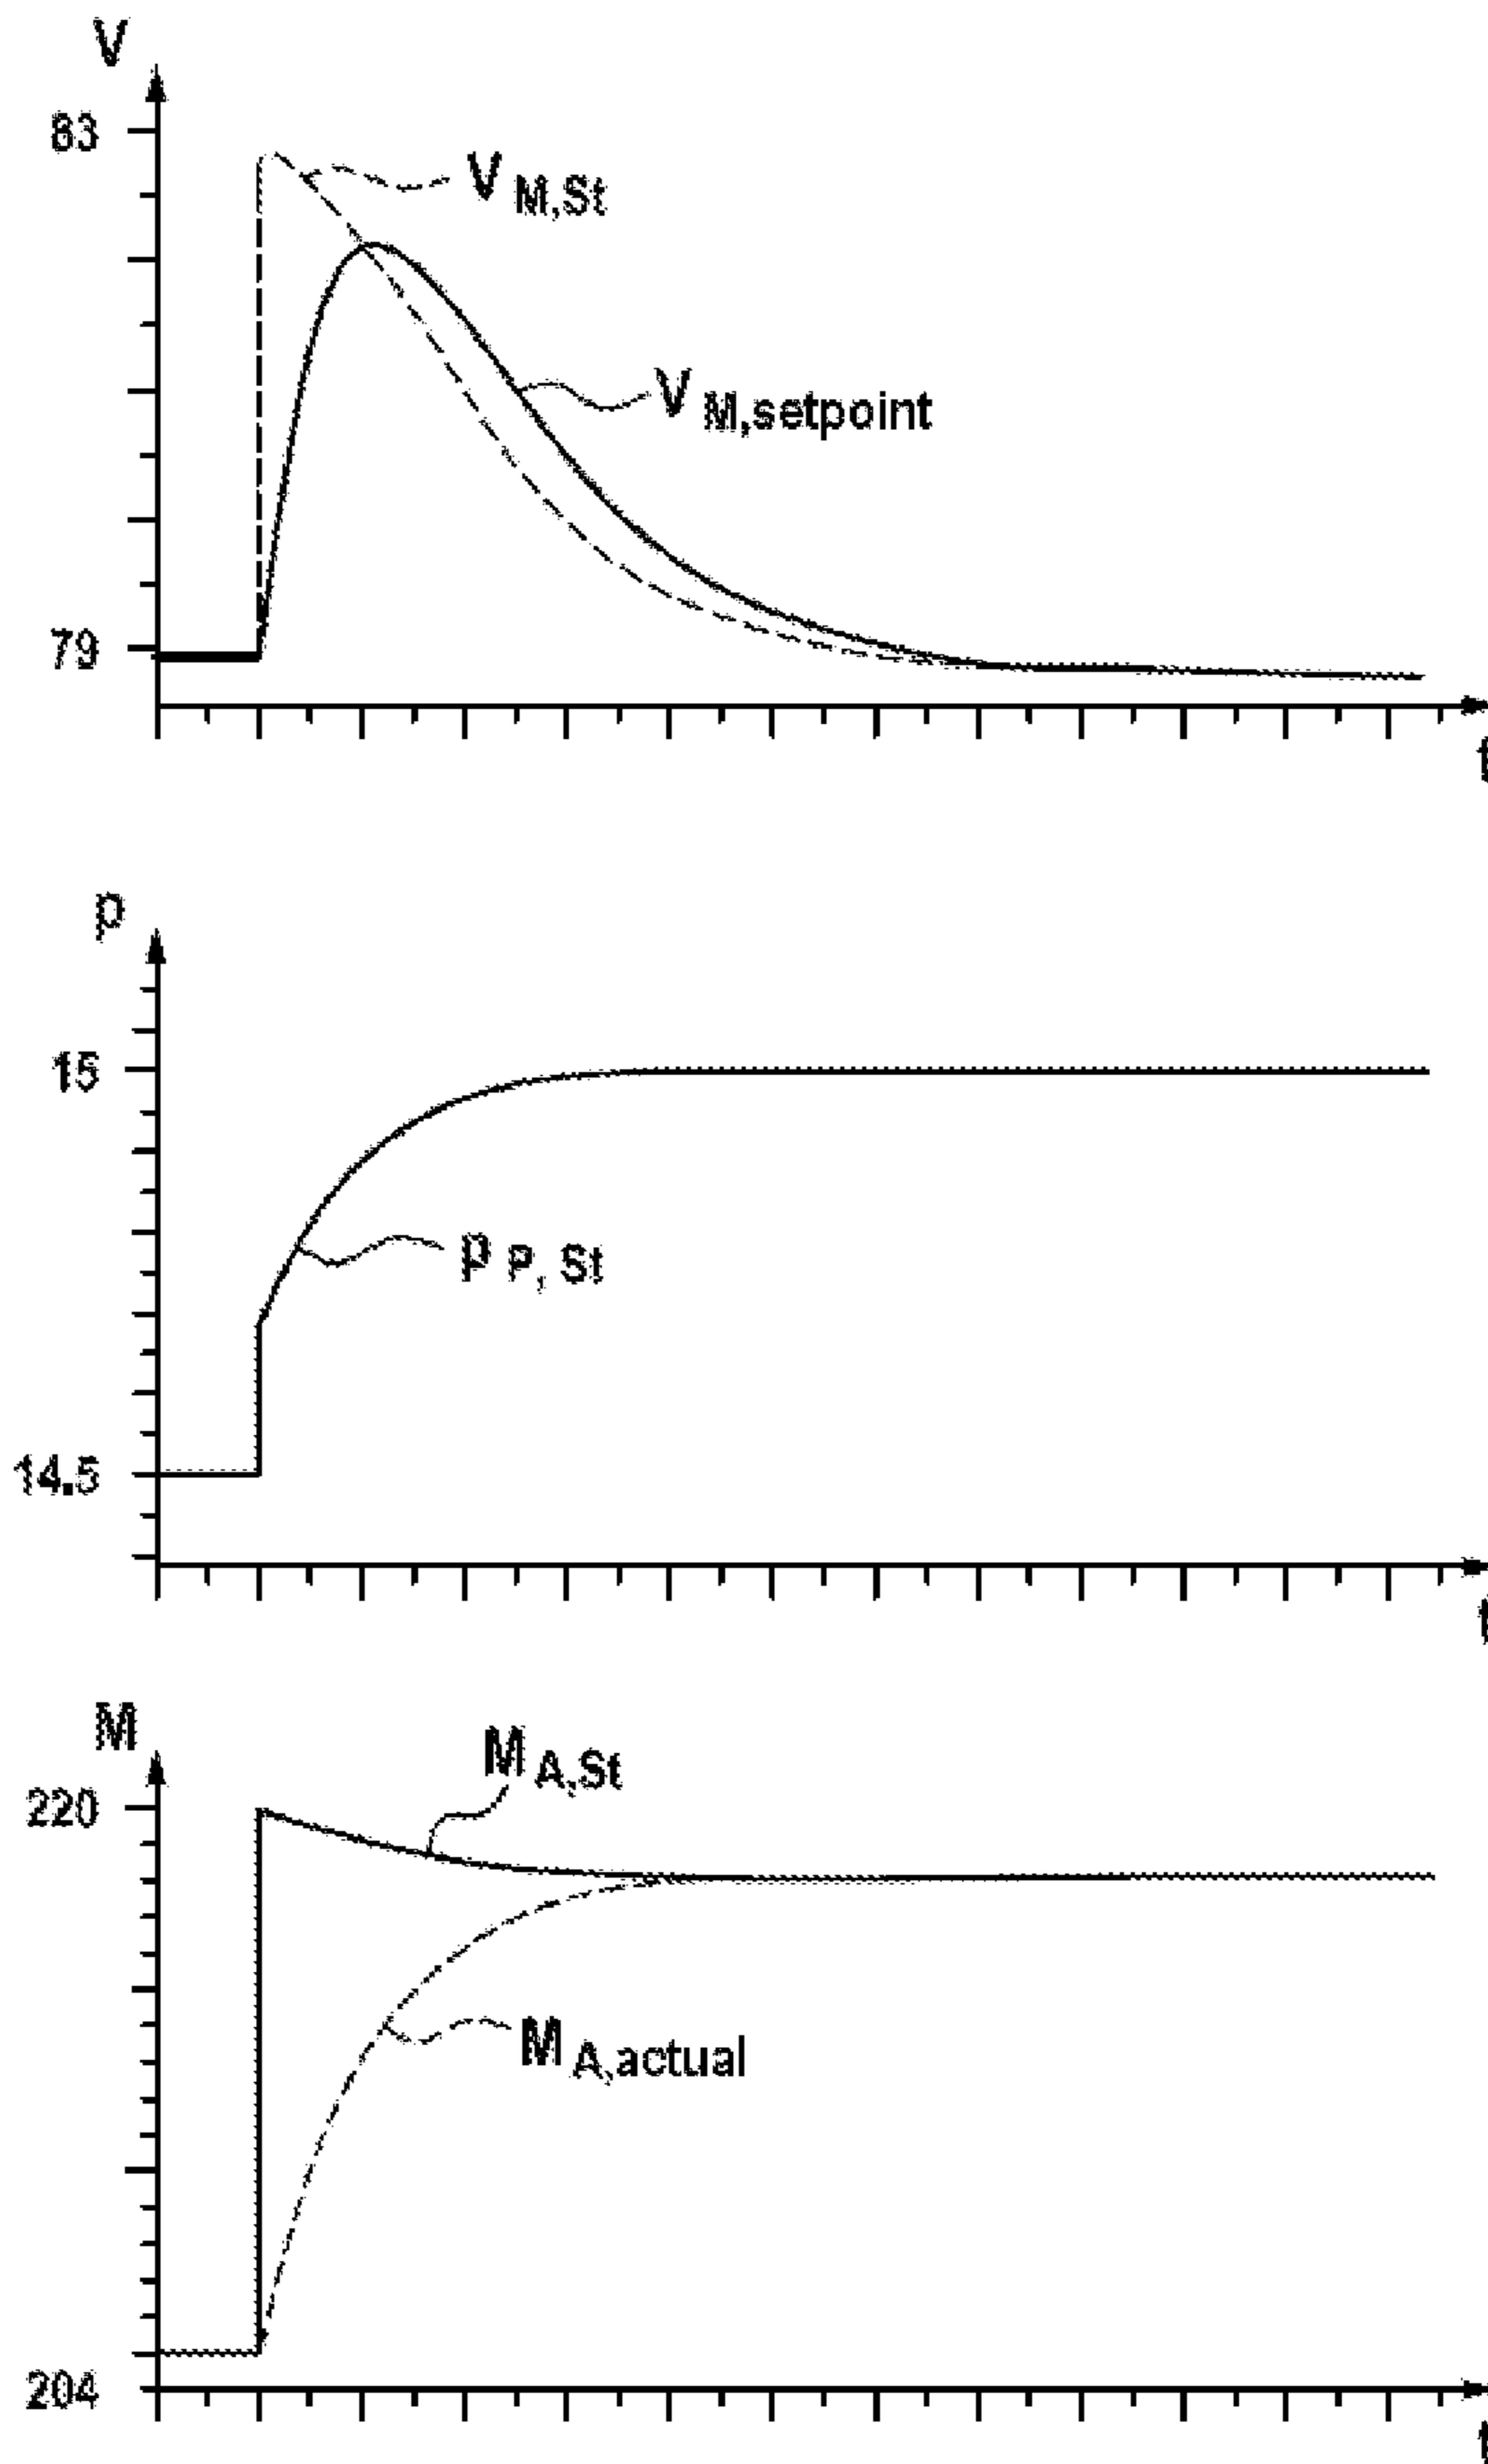 V
83
V M,St
V M,setpoint
79
t
p
15
p P, St
14.5
t
M
M A,St
220
M A,actual
204
t